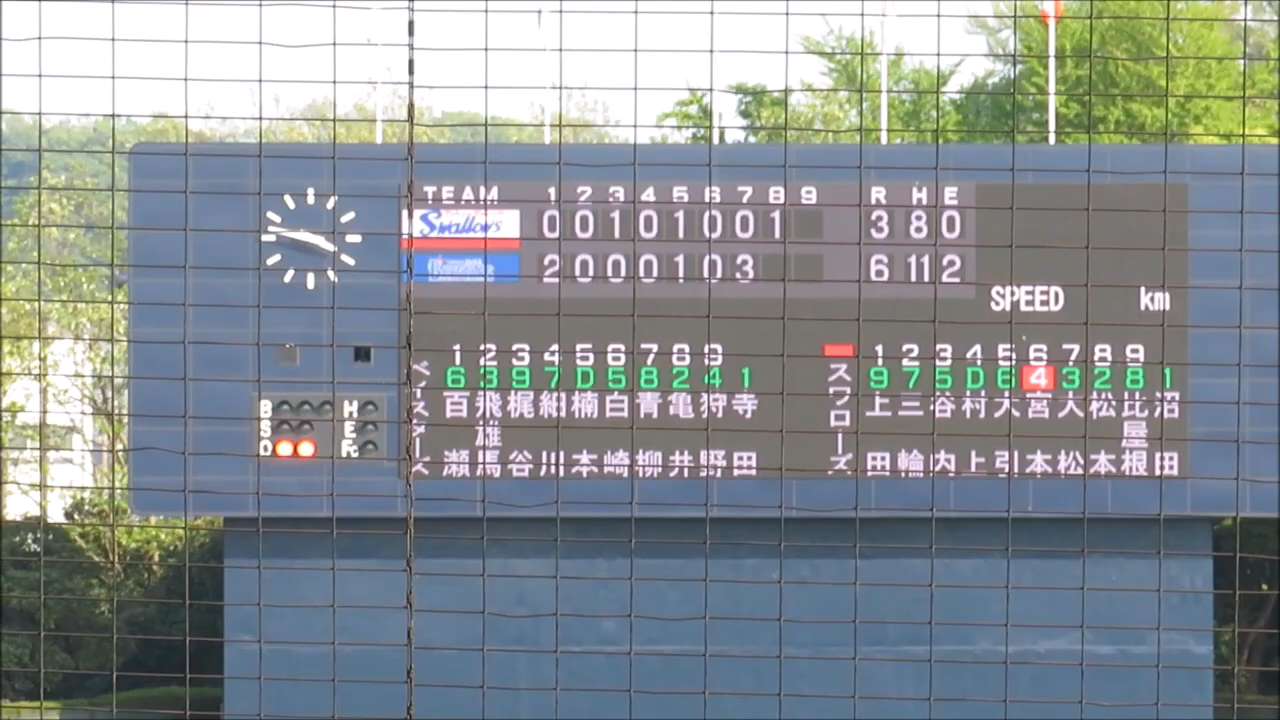 TEAM 1 2 3 4 5 6 7 8 9 R H E
Swallows 0 0 1 0 1 0 0 1 3 8 0
2 0 0 0 1 0 3 6 11 2
SPEED km
1 2 3 4 5 6 7 8 9
6 3 9 7 D 5 8 2 4 1
ベイスターズ
百瀬
飛雄馬
梶谷
細川
楠本
白崎
青柳
亀井
狩野
寺田
1 2 3 4 5 6 7 8 9
9 7 5 D 6 4 3 2 8 1
スワローズ
上田
三輪
谷内
村上
大引
宮本
大松
松本
比屋根
沼田
B H
S E
O Fc